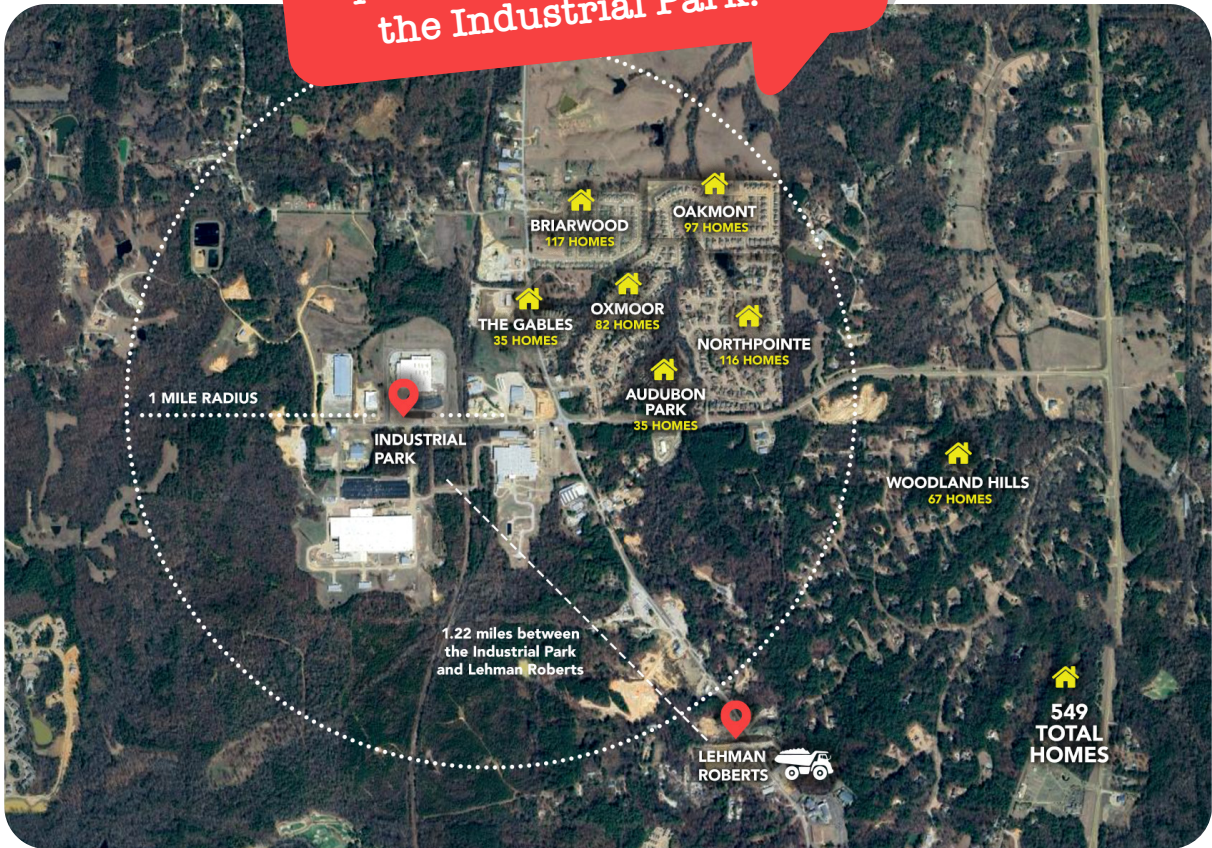 the Industrial Park.
BRIARWOOD
117 HOMES
OAKMONT
97 HOMES
THE GABLES
35 HOMES
OXMOOR
82 HOMES
NORTHPOINTE
116 HOMES
AUDUBON
PARK
35 HOMES
1 MILE RADIUS
INDUSTRIAL
PARK
WOODLAND HILLS
67 HOMES
1.22 miles between
the Industrial Park
and Lehman Roberts
LEHMAN
ROBERTS
549
TOTAL
HOMES